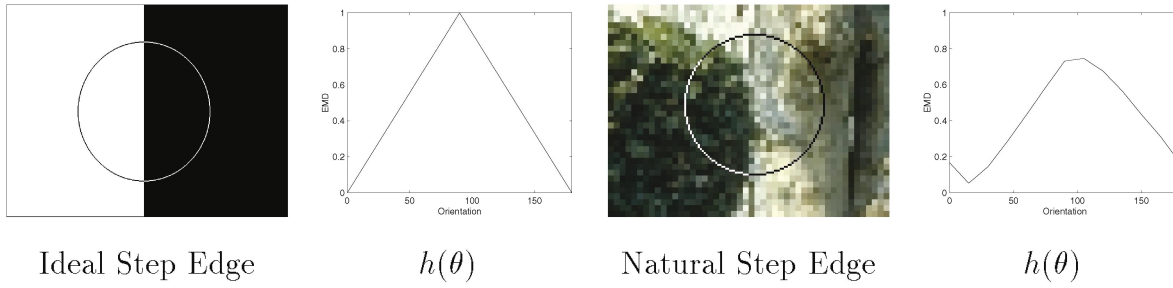 1
0.8
0.6
0.4
0.2
0
EMD
0 50 100 150
Orientation
1
0.8
0.6
0.4
0.2
0
EMD
0 50 100 150
Orientation
Ideal Step Edge
h(θ)
Natural Step Edge
h(θ)